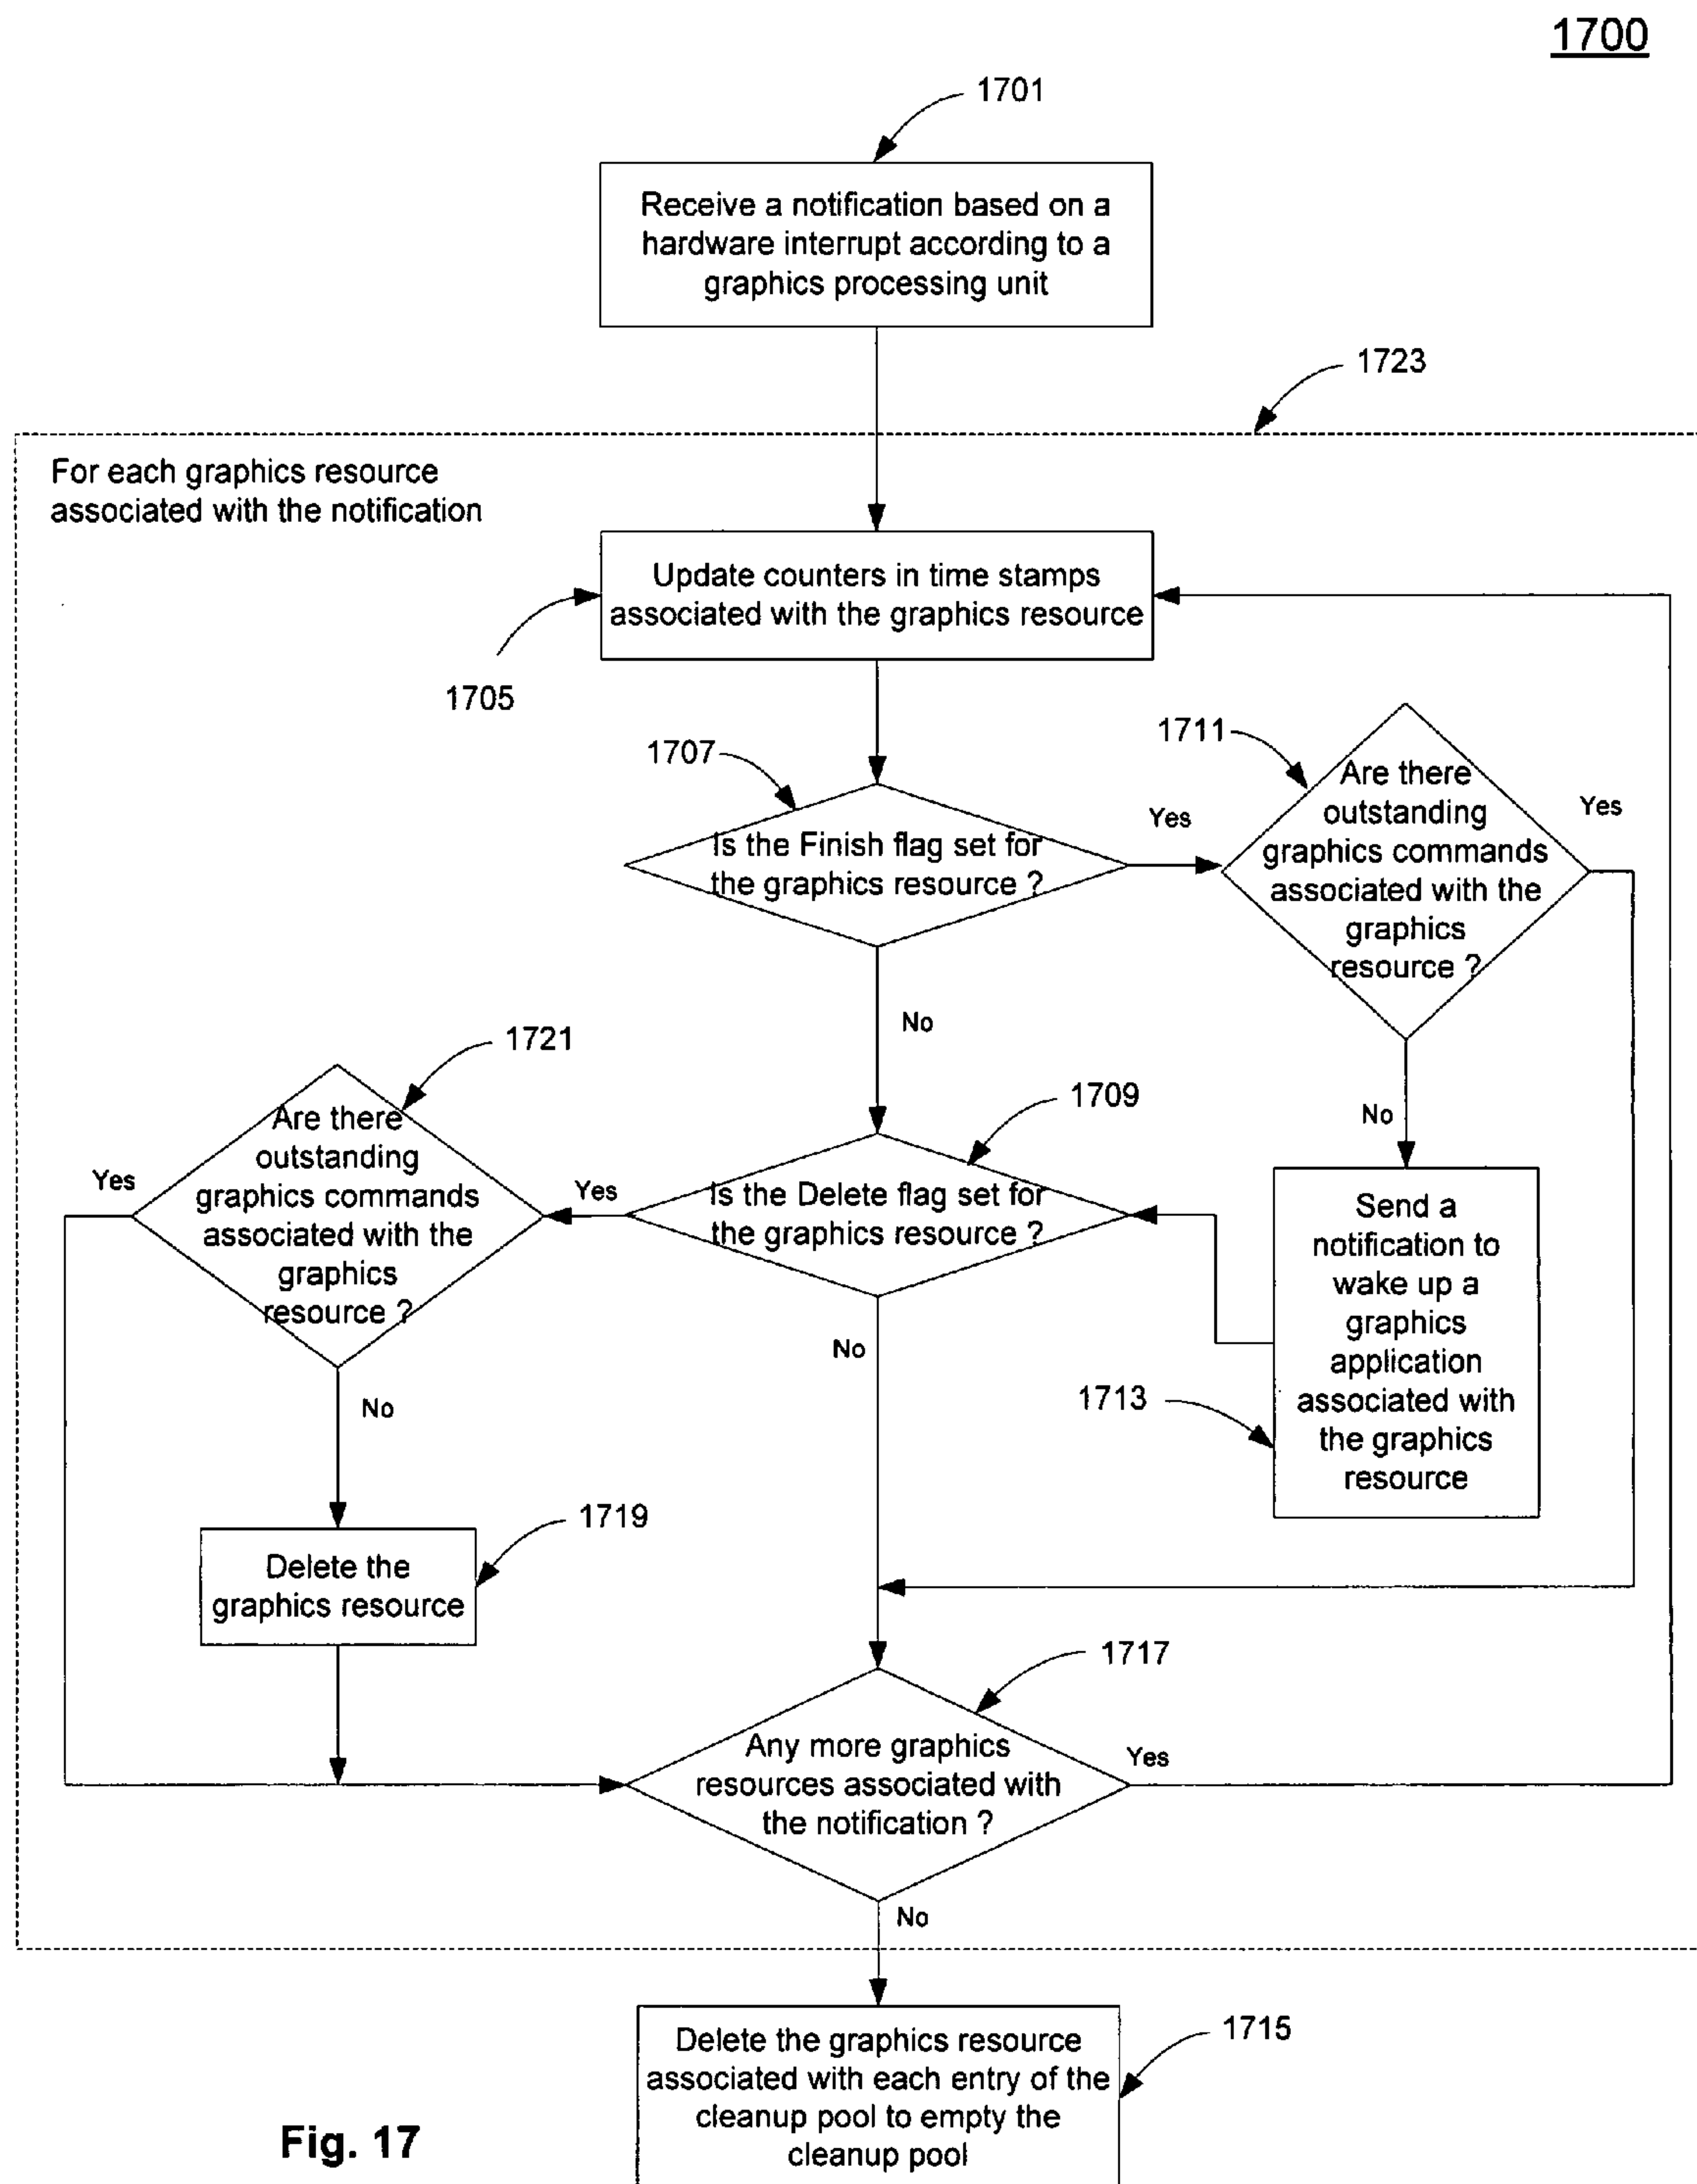 1700
1701
Receive a notification based on a
hardware interrupt according to a
graphics processing unit
1723
For each graphics resource
associated with the notification
Update counters in time stamps
associated with the graphics resource
1705
1707
Is the Finish flag set for
the graphics resource ?
Yes
1711
Are there
outstanding
graphics commands
associated with the
graphics
resource ?
Yes
No
No
1721
Are there
outstanding
graphics commands
associated with the
graphics
resource ?
Yes
No
1709
Is the Delete flag set for
the graphics resource ?
Yes
No
Send a
notification to
wake up a
graphics
application
associated with
the graphics
resource
1713
1719
Delete the
graphics resource
1717
Any more graphics
resources associated with
the notification ?
Yes
No
1715
Delete the graphics resource
associated with each entry of the
cleanup pool to empty the
cleanup pool
Fig. 17